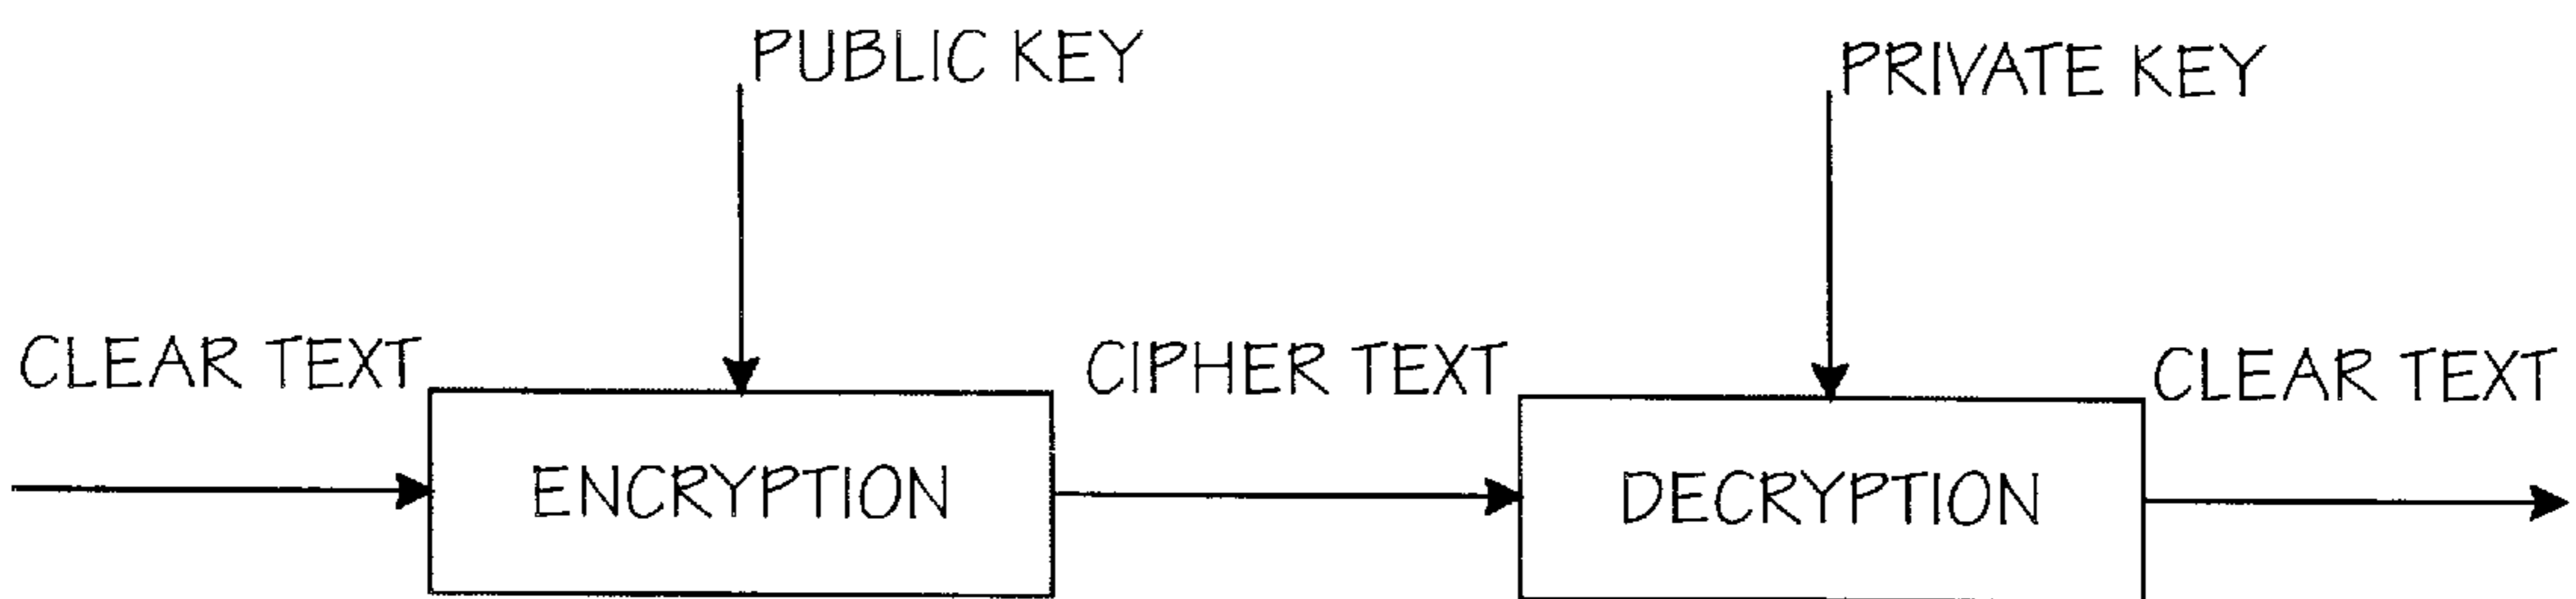 PUBLIC KEY
PRIVATE KEY
CLEAR TEXT
CIPHER TEXT
CLEAR TEXT
ENCRYPTION
DECRYPTION